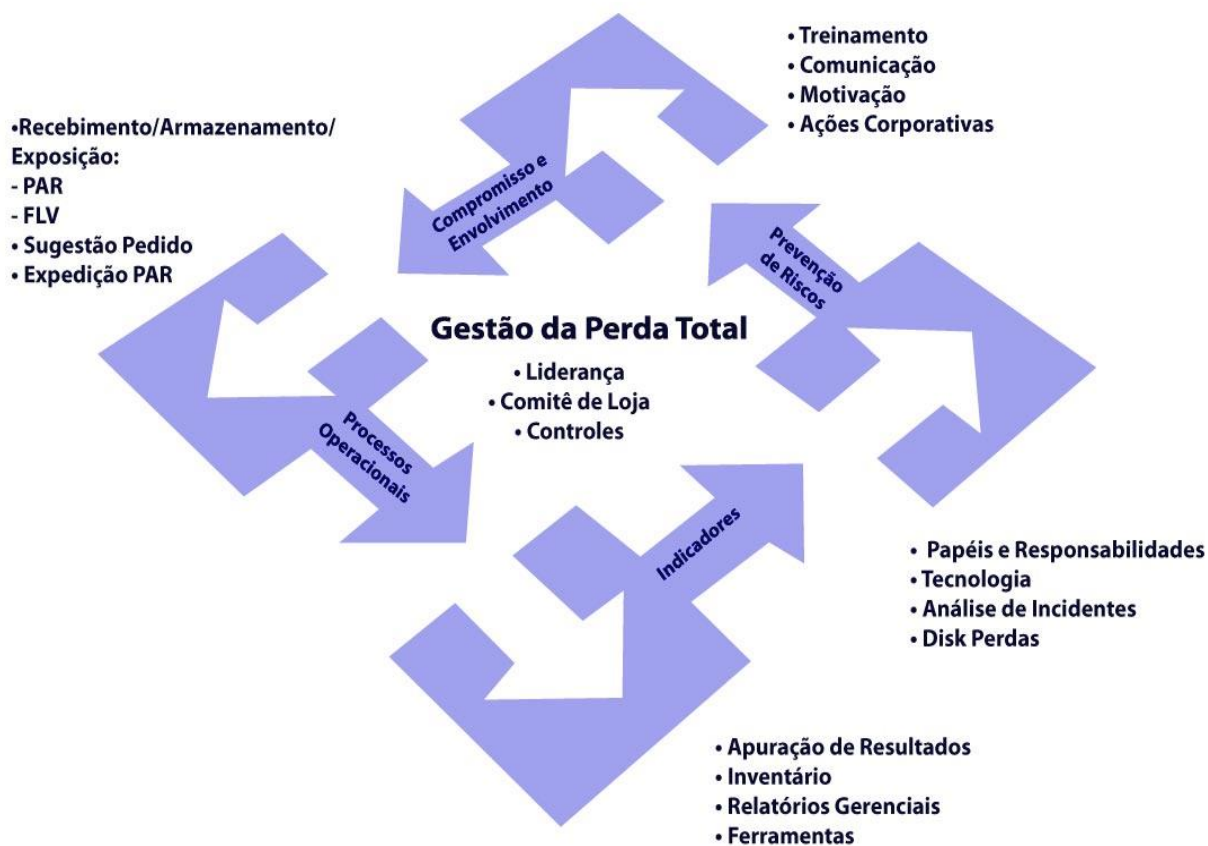 • Treinamento
• Comunicação
• Motivação
• Ações Corporativas
•Recebimento/Armazenamento/
Exposição:
- PAR
- FLV
• Sugestão Pedido
• Expedição PAR
Compromisso e
Envolvimento
Prevenção
de Riscos
Gestão da Perda Total
• Liderança
• Comitê de Loja
• Controles
Processos
Operacionais
Indicadores
• Papéis e Responsabilidades
• Tecnologia
• Análise de Incidentes
• Disk Perdas
• Apuração de Resultados
• Inventário
• Relatórios Gerenciais
• Ferramentas